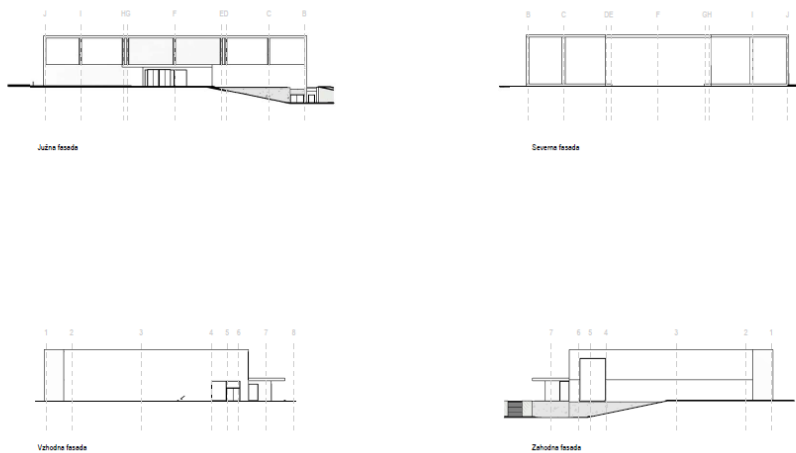 J I HG F ED C B
B C DE F GH I J
Južna fasada
Severna fasada
1 2 3 4 5 6 7 8
7 6 5 4 3 2 1
Vzhodna fasada
Zahodna fasada